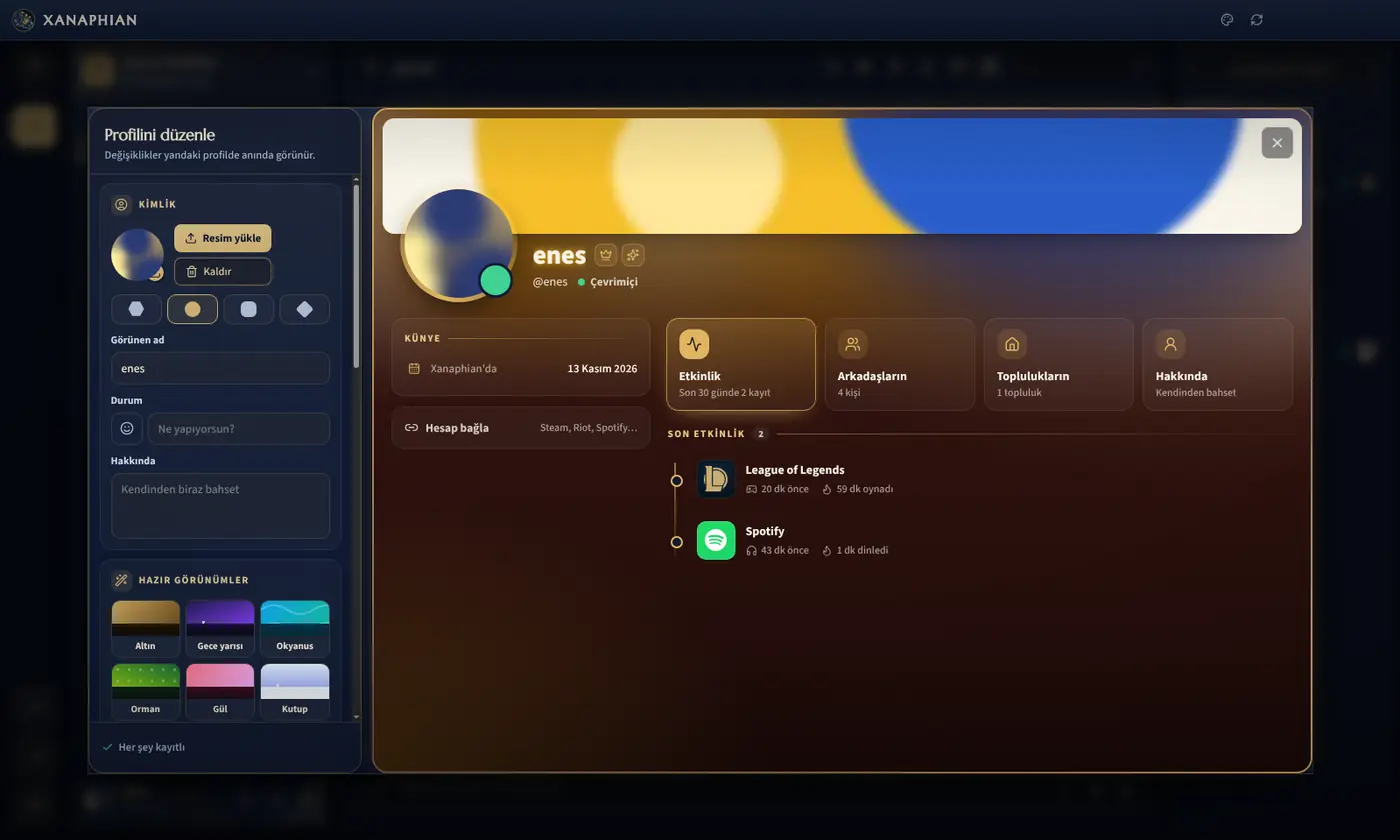 XANAPHIAN
Profilini düzenle
Değişiklikler yandaki profilde anında görünür.
KİMLİK
Resim yükle
Kaldır
Görünen ad
enes
Durum
Ne yapıyorsun?
Hakkında
Kendinden biraz bahset
HAZIR GÖRÜNÜMLER
Altın
Gece yarısı
Okyanus
Orman
Gül
Kutup
Her şey kayıtlı
enes
@enes
Çevrimiçi
KÜNYE
Xanaphian'da
13 Kasım 2026
Hesap bağla
Steam, Riot, Spotify...
Etkinlik
Son 30 günde 2 kayıt
Arkadaşların
4 kişi
Toplulukların
1 topluluk
Hakkında
Kendinden bahset
SON ETKİNLİK 2
League of Legends
20 dk önce
59 dk oynadı
Spotify
43 dk önce
1 dk dinledi